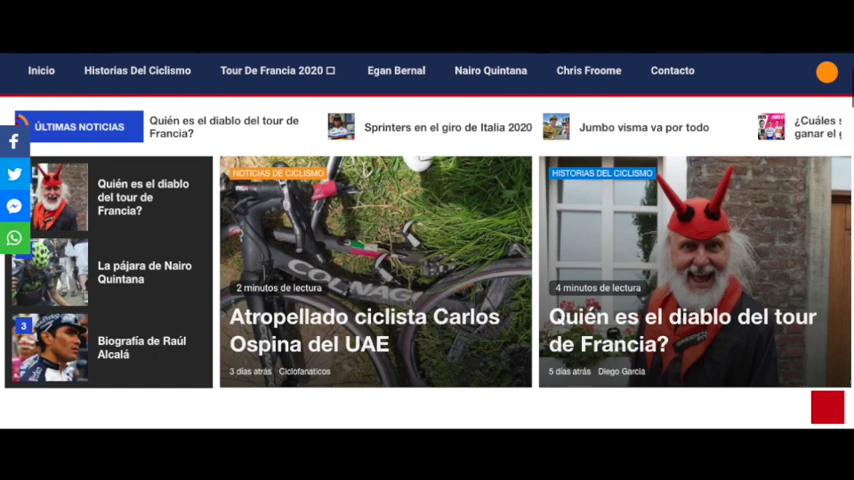 Inicio
Historias Del Ciclismo
Tour De Francia 2020
Egan Bernal
Nairo Quintana
Chris Froome
Contacto
ÚLTIMAS NOTICIAS
Quién es el diablo del tour de
Francia?
Sprinters en el giro de Italia 2020
Jumbo visma va por todo
¿Cuáles
ganar el
Quién es el diablo
del tour de
Francia?
La pájara de Nairo
Quintana
3
Biografía de Raúl
Alcalá
NOTICIAS DE CICLISMO
COLNAGO
2 minutos de lectura
Atropellado ciclista Carlos
Ospina del UAE
3 días atrás Ciclofanaticos
HISTORIAS DEL CICLISMO
4 minutos de lectura
Quién es el diablo del tour
de Francia?
5 días atrás Diego Garcia